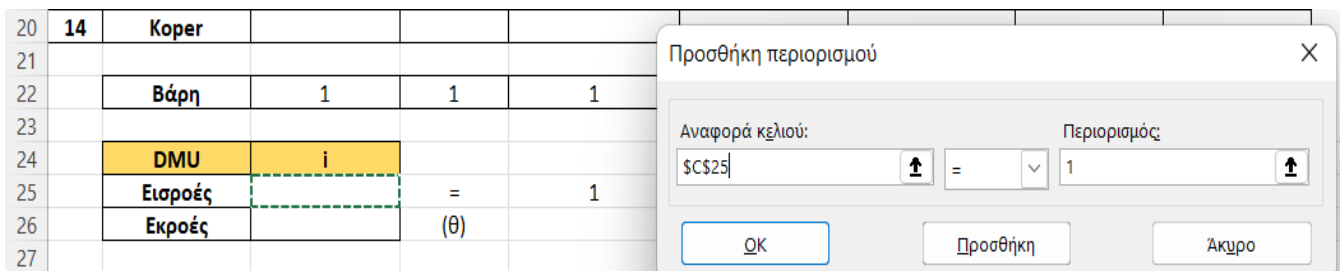 20 14 Koper
21
22 Βάρη 1 1 1
23
24 DMU i
25 Εισροές = 1
26 Εκροές (θ)
27
Προσθήκη περιορισμού
Αναφορά κελιού: Περιορισμός:
$C$25 = 1
OK Προσθήκη Άκυρο